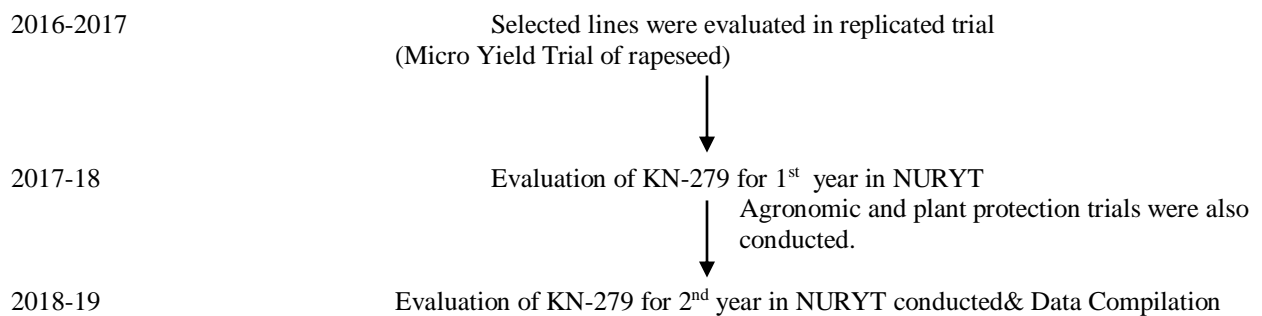 2016-2017 Selected lines were evaluated in replicated trial
(Micro Yield Trial of rapeseed)
2017-18 Evaluation of KN-279 for 1st year in NURYT
Agronomic and plant protection trials were also
conducted.
2018-19 Evaluation of KN-279 for 2nd year in NURYT conducted& Data Compilation